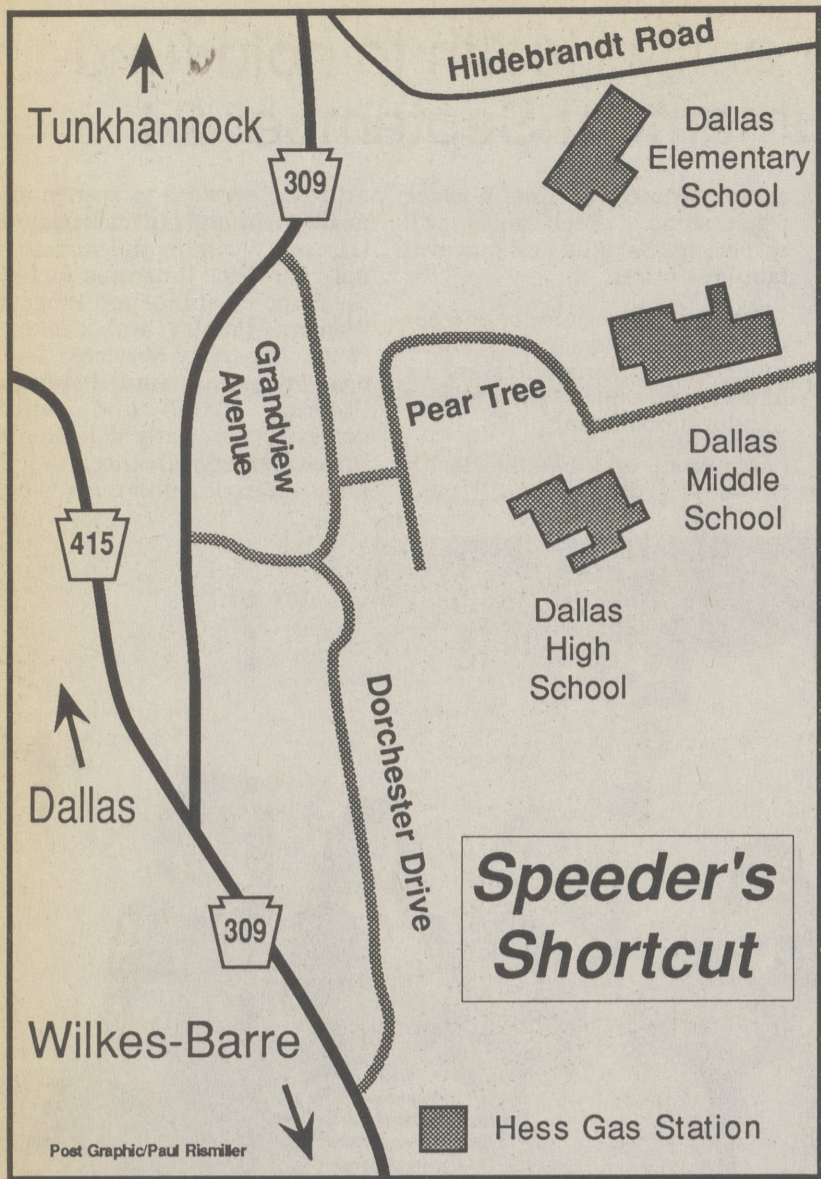 Hildebrandt Road
Tunkhannock
309
Dallas
Elementary
School
Grandview
Avenue
Pear Tree
415
Dallas
Middle
School
Dallas
High
School
Dorchester Drive
Dallas
309
Speeder's
Shortcut
Wilkes-Barre
Hess Gas Station
Post Graphic/Paul Rismiller